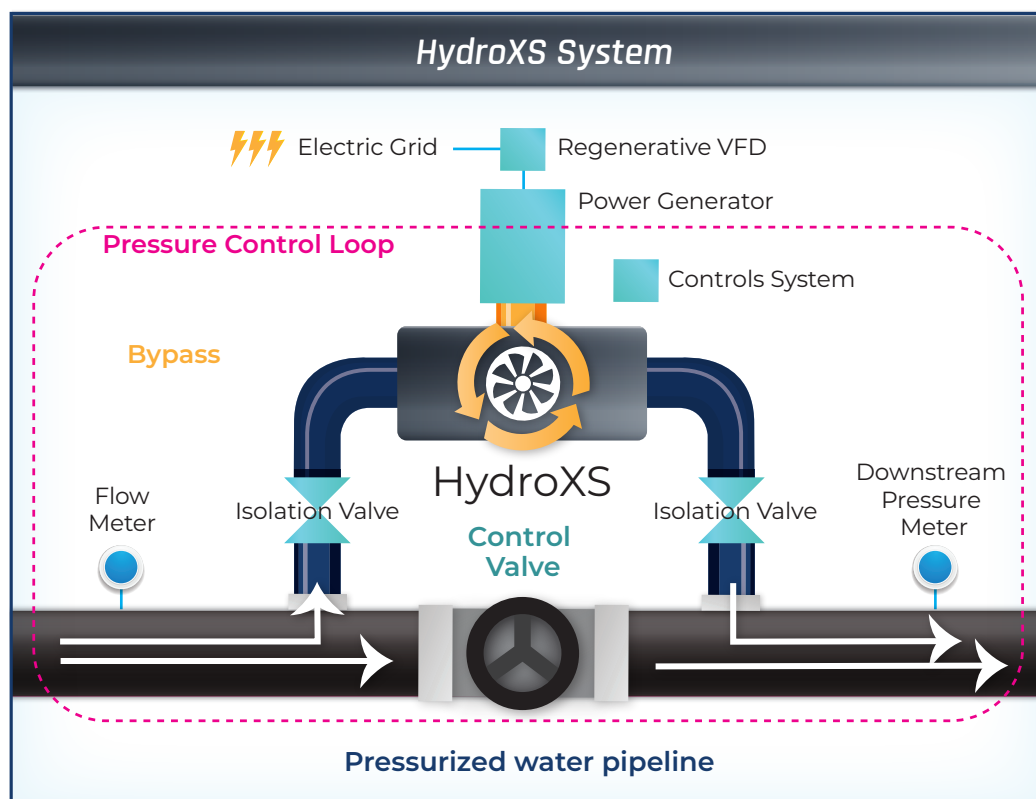 HydroXS System
Electric Grid
Regenerative VFD
Power Generator
Pressure Control Loop
Controls System
Bypass
HydroXS
Flow
Meter
Isolation Valve
Control
Valve
Isolation Valve
Downstream
Pressure
Meter
Pressurized water pipeline